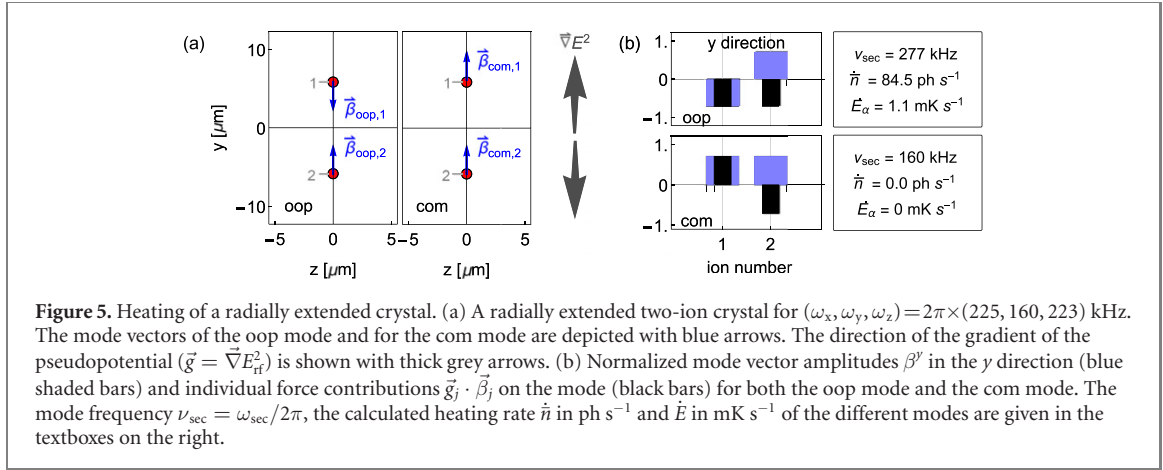 (a)
10
0
−10
y [μm]
1
2
β⃗oop,1
β⃗oop,2
oop
−5 0 5
z [μm]
1
2
β⃗com,1
β⃗com,2
com
−5 0 5
z [μm]
∇⃗E²
(b)
1.
0
−1.
y direction
oop
1.
0
−1.
com
1 2
ion number
νsec = 277 kHz
n̄̇ = 84.5 ph s⁻¹
Ėα = 1.1 mK s⁻¹
νsec = 160 kHz
n̄̇ = 0.0 ph s⁻¹
Ėα = 0 mK s⁻¹
Figure 5. Heating of a radially extended crystal. (a) A radially extended two-ion crystal for (ωx, ωy, ωz) = 2π×(225, 160, 223) kHz.
The mode vectors of the oop mode and for the com mode are depicted with blue arrows. The direction of the gradient of the
pseudopotential (g⃗ = ∇⃗E²rf) is shown with thick grey arrows. (b) Normalized mode vector amplitudes βʸ in the y direction (blue
shaded bars) and individual force contributions g⃗j · β⃗j on the mode (black bars) for both the oop mode and the com mode. The
mode frequency νsec = ωsec/2π, the calculated heating rate n̄̇ in ph s⁻¹ and Ė in mK s⁻¹ of the different modes are given in the
textboxes on the right.